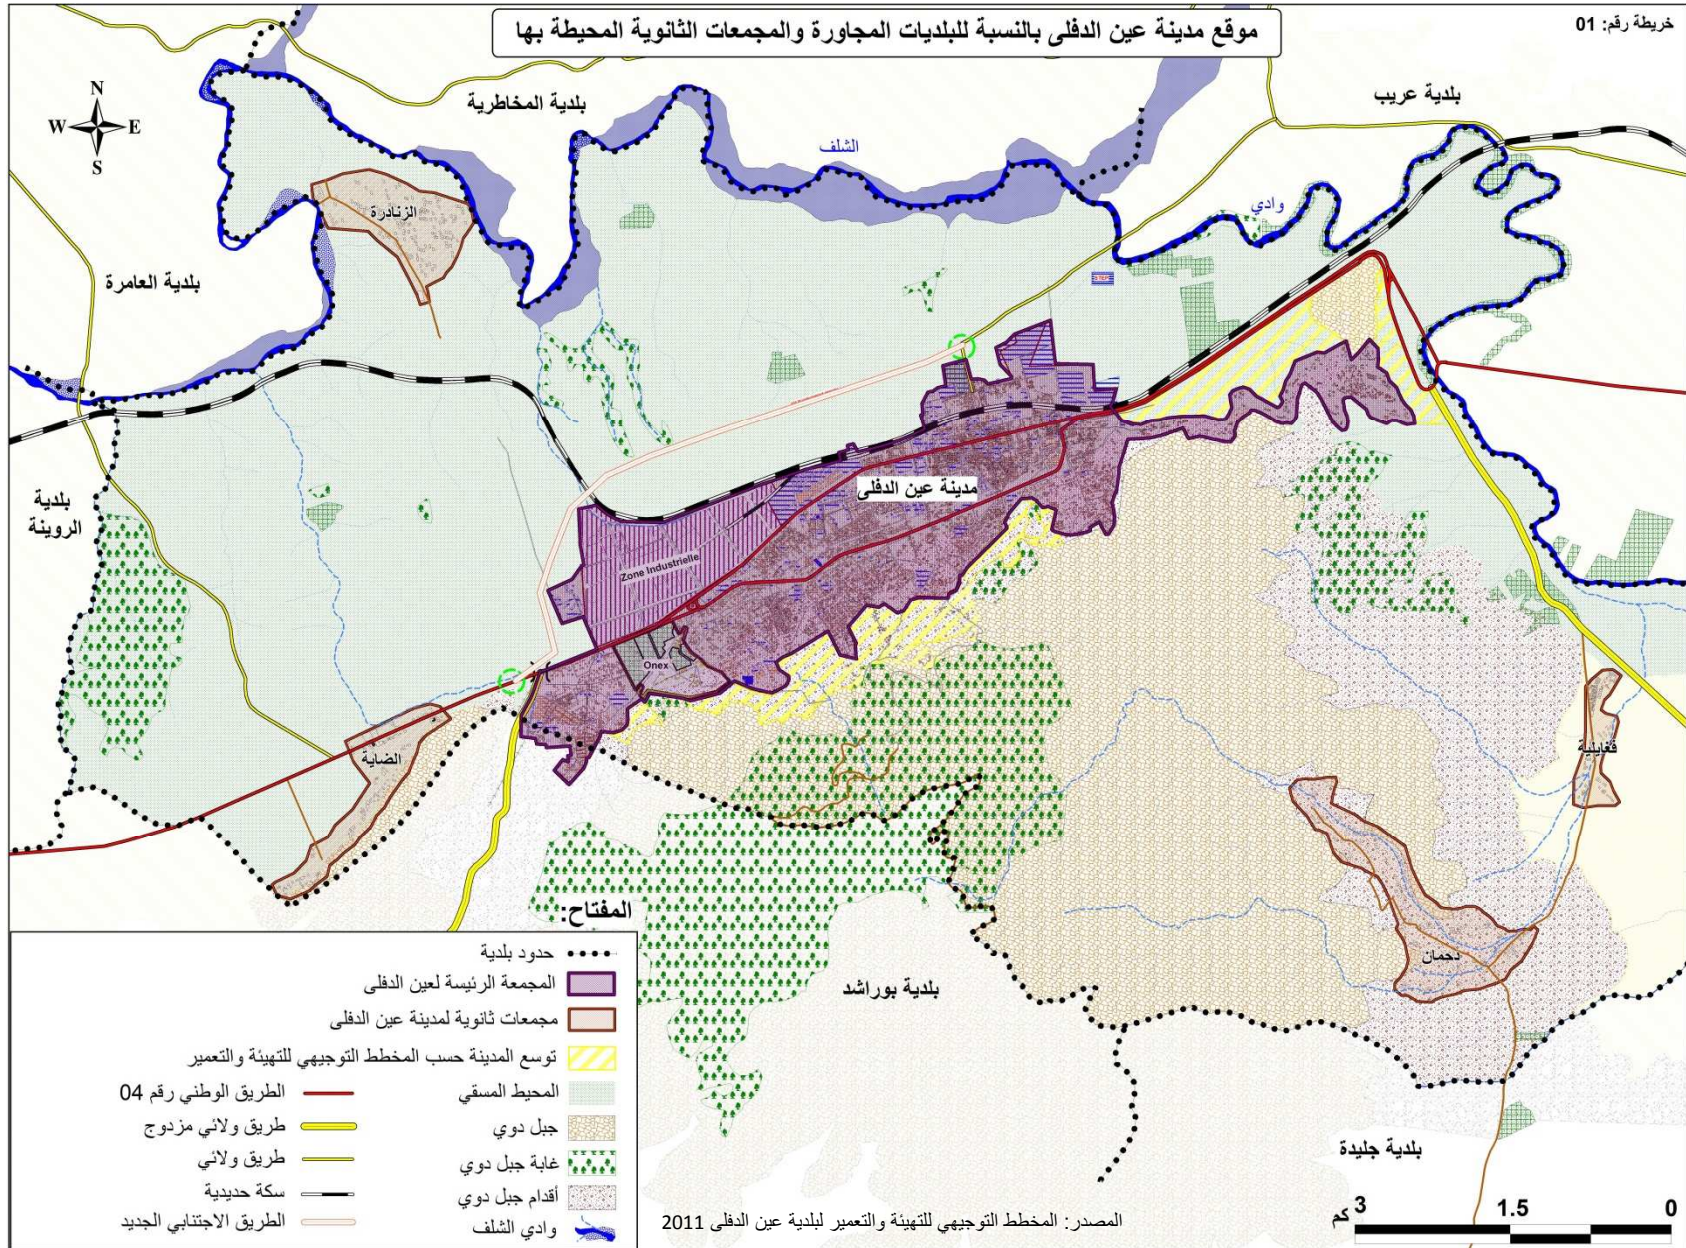 خريطة رقم: 01
موقع مدينة عين الدفلى بالنسبة للبلديات المجاورة والمجمعات الثانوية المحيطة بها
N
W E
S
بلدية المخاطرية
بلدية عريب
الشلف
وادي
الزنادرة
بلدية العامرة
STEP
بلدية
الروينة
مدينة عين الدفلى
Zone Industrielle
Onex
الضاية
قغايلية
دحمان
بلدية بوراشد
بلدية جليدة
المفتاح:
حدود بلدية
المجمعة الرئيسة لعين الدفلى
مجمعات ثانوية لمدينة عين الدفلى
توسع المدينة حسب المخطط التوجيهي للتهيئة والتعمير
المحيط المسقي
الطريق الوطني رقم 04
جبل دوي
طريق ولائي مزدوج
غابة جبل دوي
طريق ولائي
أقدام جبل دوي
سكة حديدية
وادي الشلف
الطريق الاجتنابي الجديد
المصدر: المخطط التوجيهي للتهيئة والتعمير لبلدية عين الدفلى 2011
3 1.5 0
كم